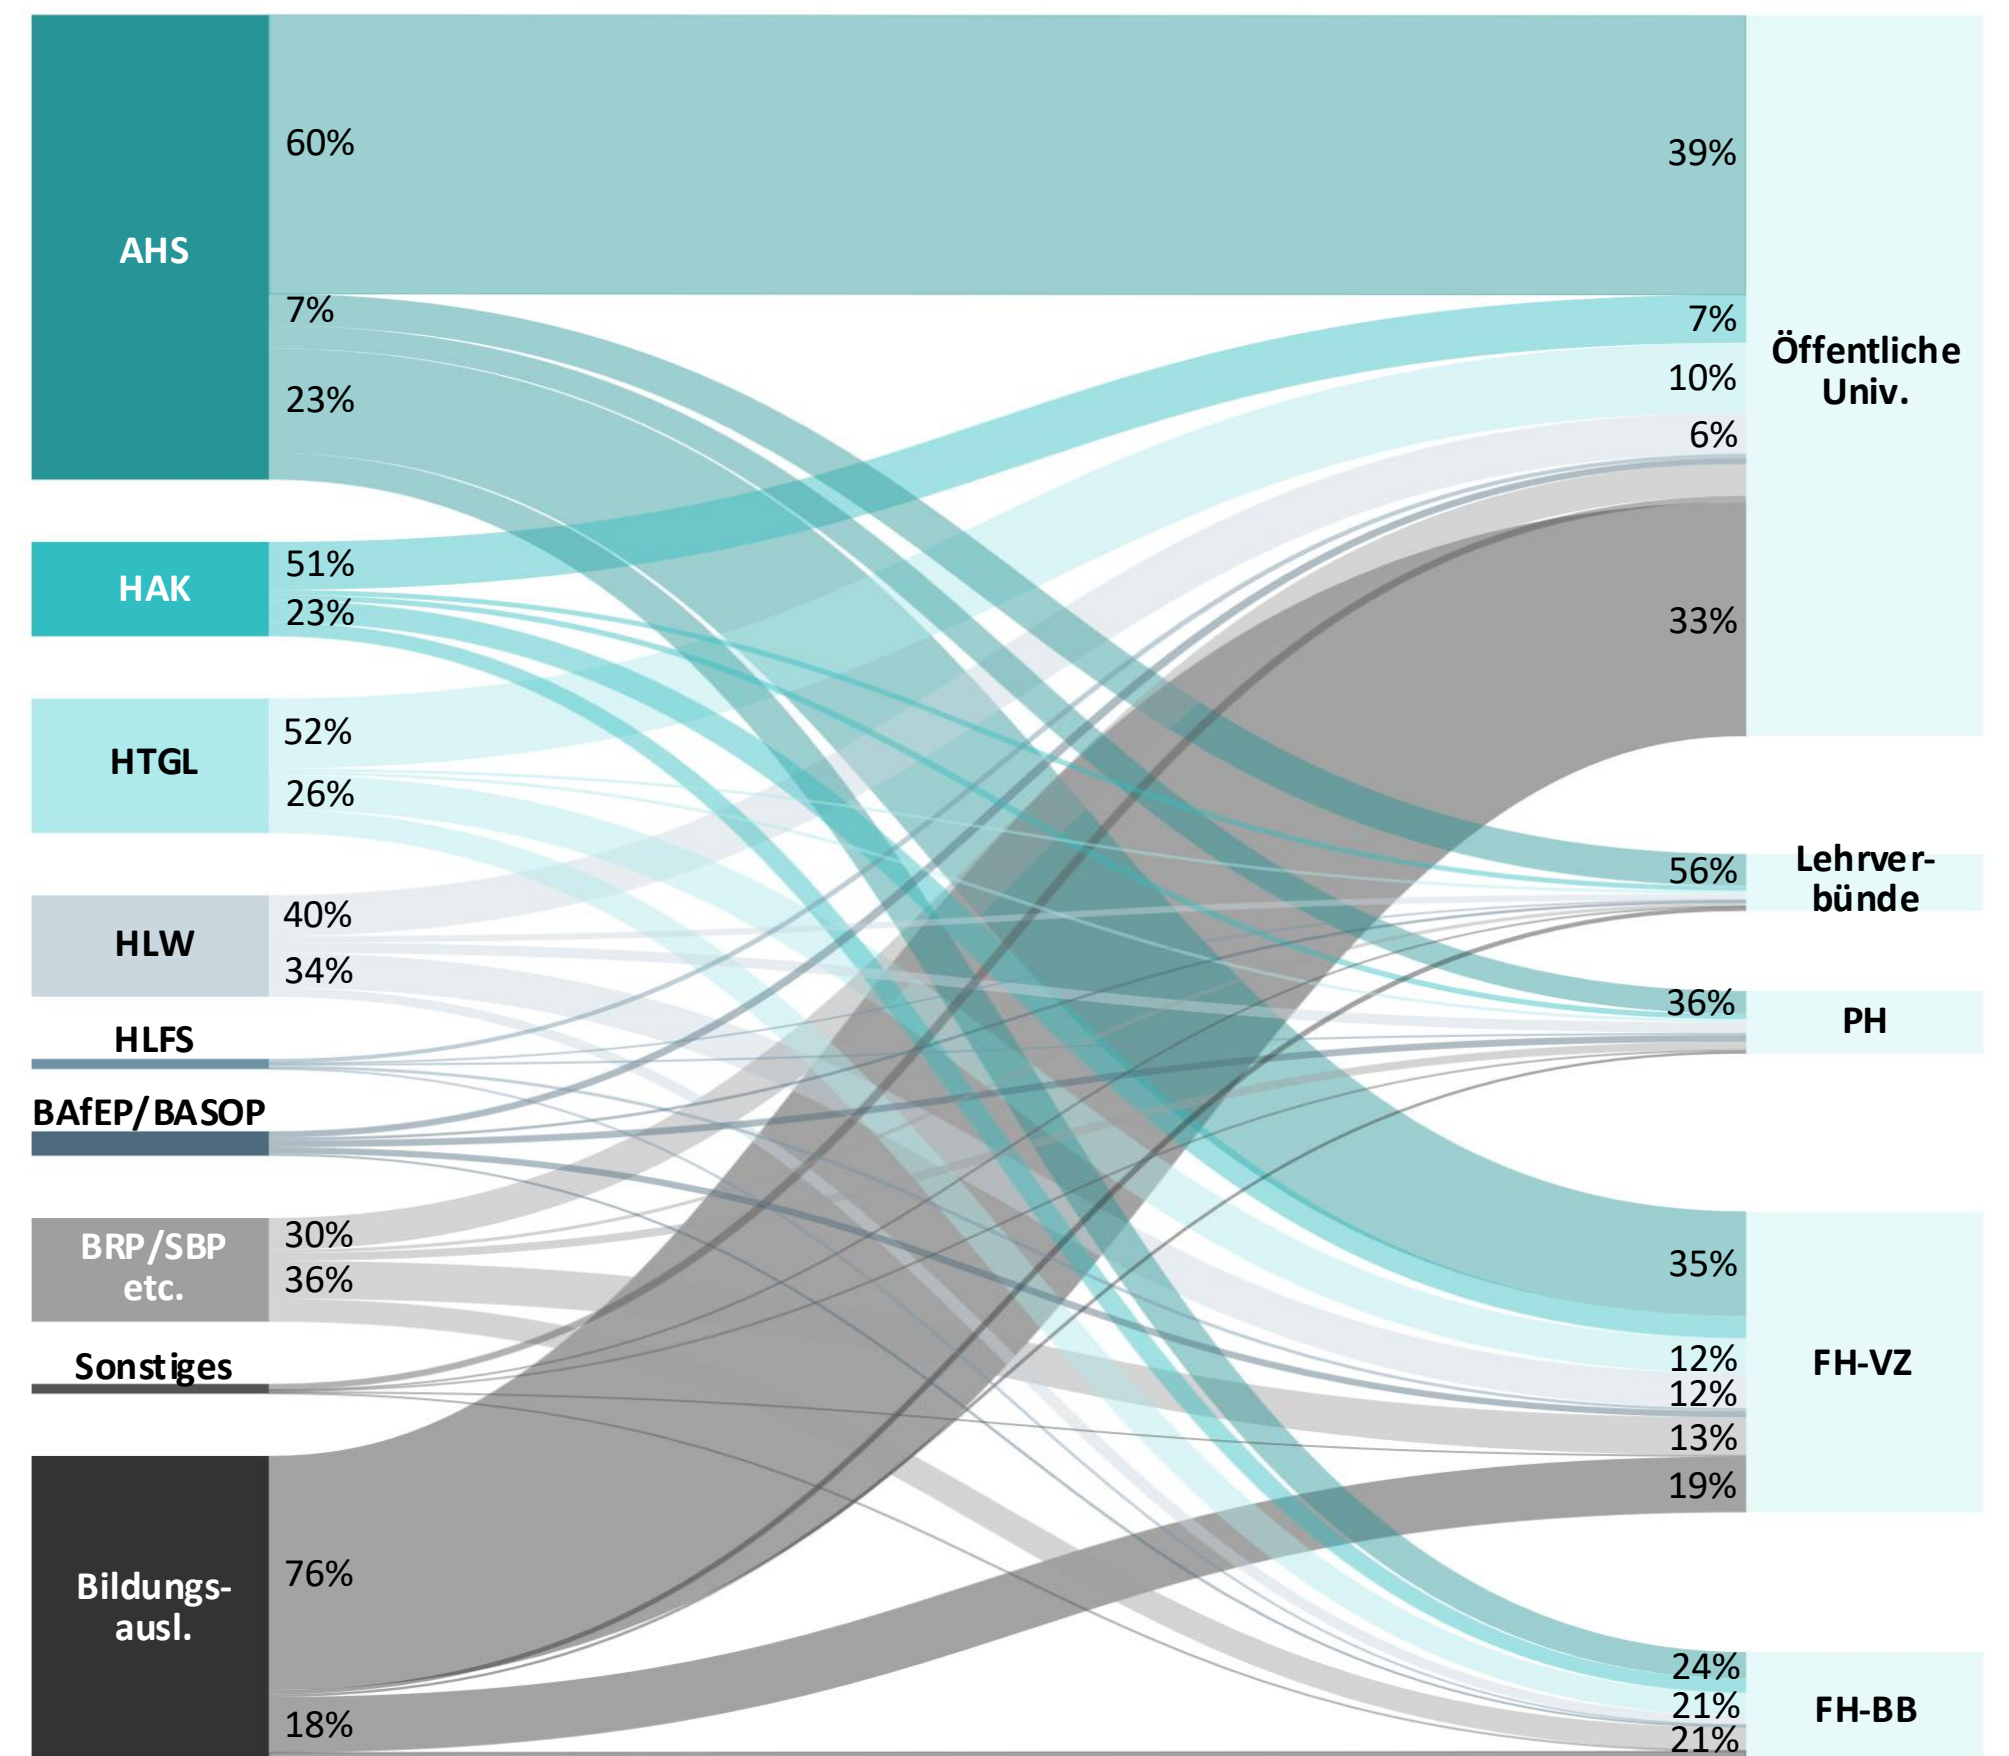 AHS
60%
7%
23%
HAK
51%
23%
HTGL
52%
26%
HLW
40%
34%
HLFS
BAfEP/BASOP
BRP/SBP
etc.
30%
36%
Sonstiges
Bildungs-
ausl.
76%
18%
39%
7%
10%
6%
33%
Öffentliche
Univ.
56%
Lehrver-
bünde
36%
PH
35%
12%
12%
13%
19%
FH-VZ
24%
21%
21%
FH-BB